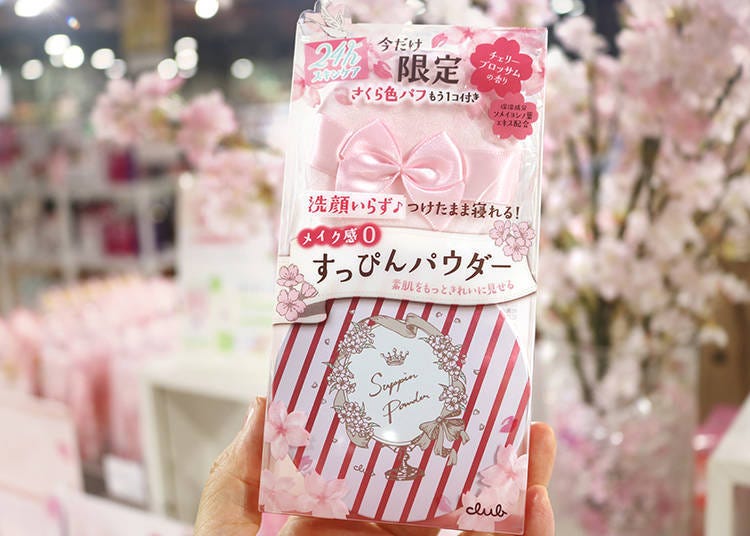 24h
スキンケア
今だけ
限定
さくら色パフもう1コ付き
チェリー
ブロッサム
の香り
ソメイヨシノ葉
エキス配合
洗顔いらず♪つけたまま寝れる!
メイク感0
すっぴんパウダー
素肌をもっときれいに見せる
Suppin
Powder
club
club